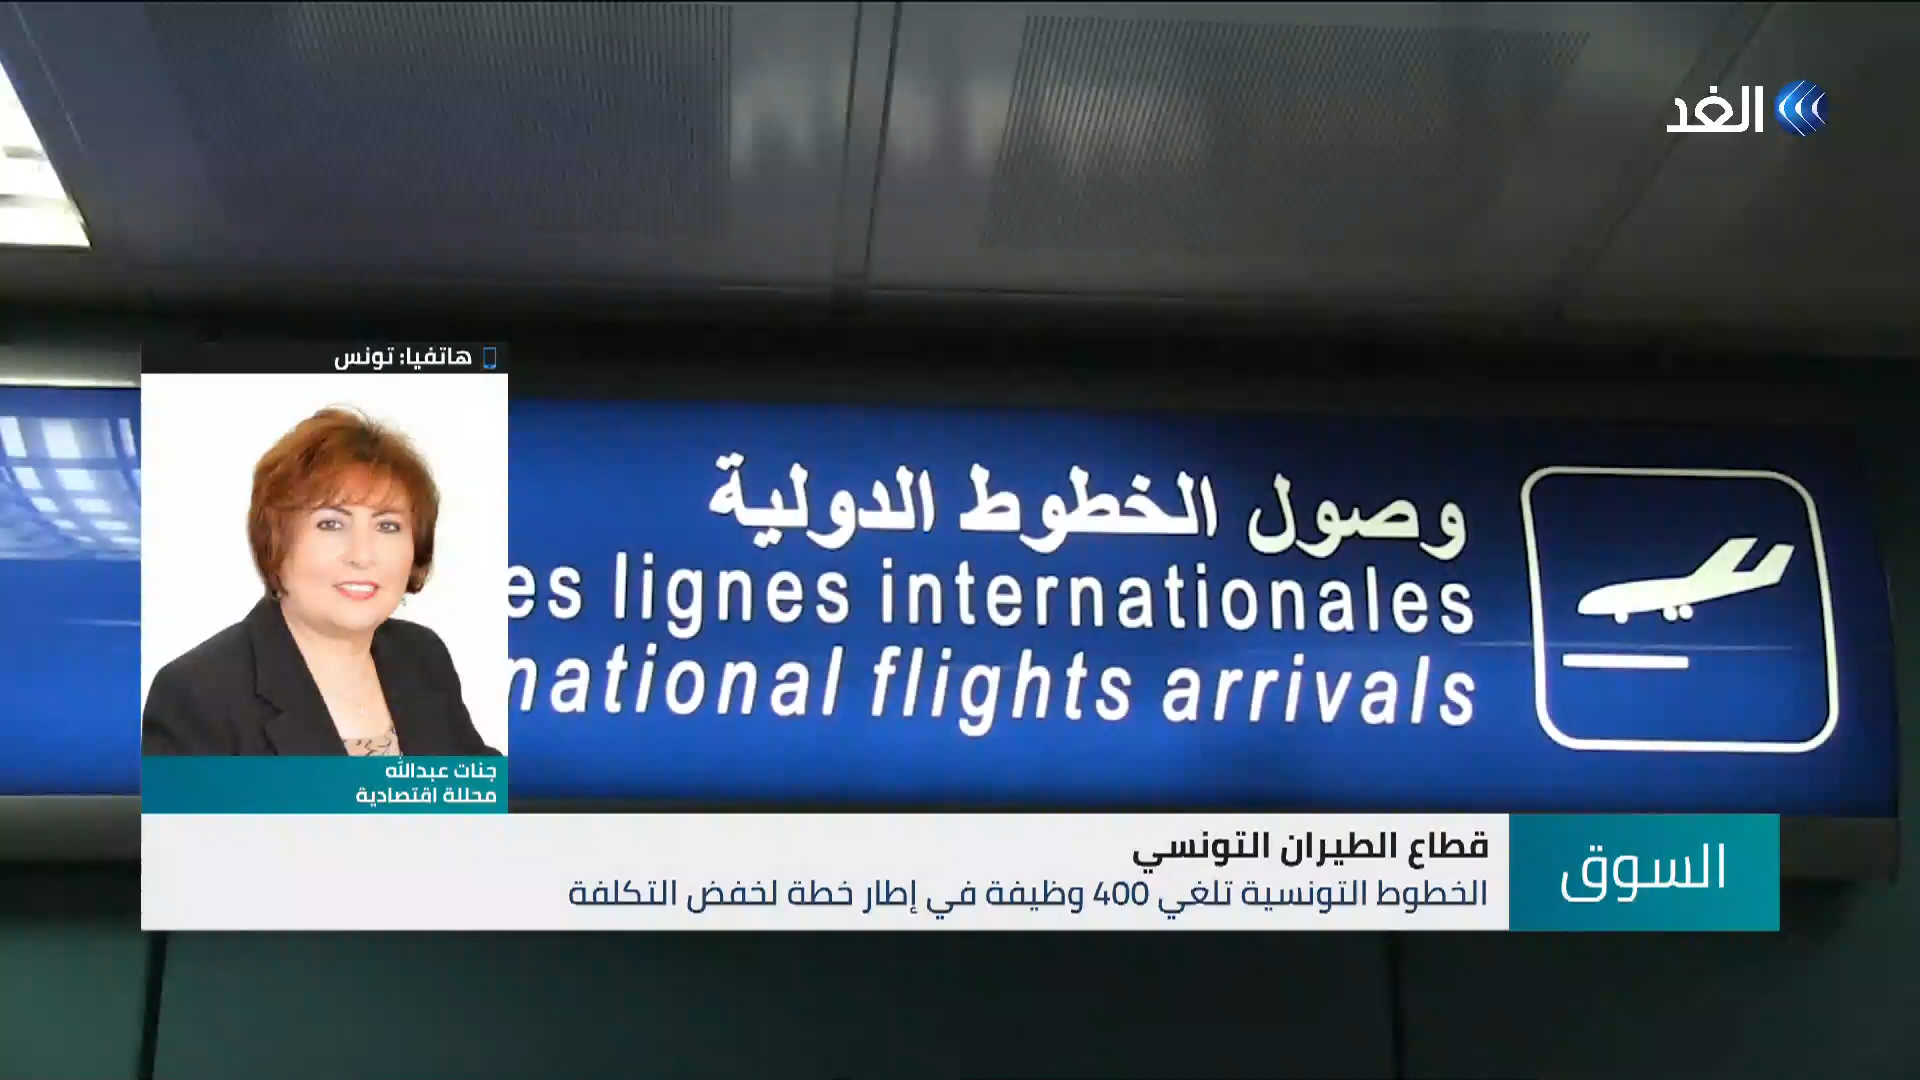 الغد
وصول الخطوط الدولية
es lignes internationales
national flights arrivals
هاتفيا: تونس
جنات عبدالله
محللة اقتصادية
السوق
قطاع الطيران التونسي
الخطوط التونسية تلغي 400 وظيفة في إطار خطة لخفض التكلفة